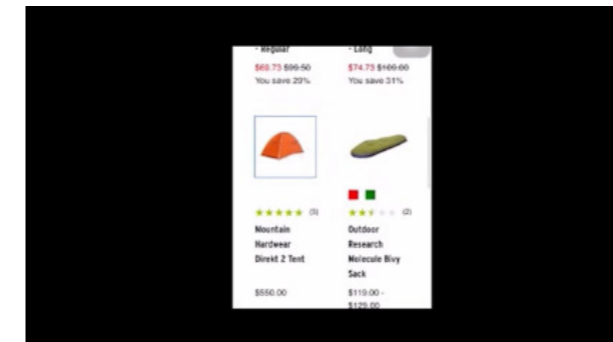 - Regular
- Long
$69.73 $99.50
$74.73 $109.00
You save 29%
You save 31%
(5)
(2)
Mountain
Hardwear
Direkt 2 Tent
Outdoor
Research
Molecule Bivy
Sack
$550.00
$119.00 -
$129.00